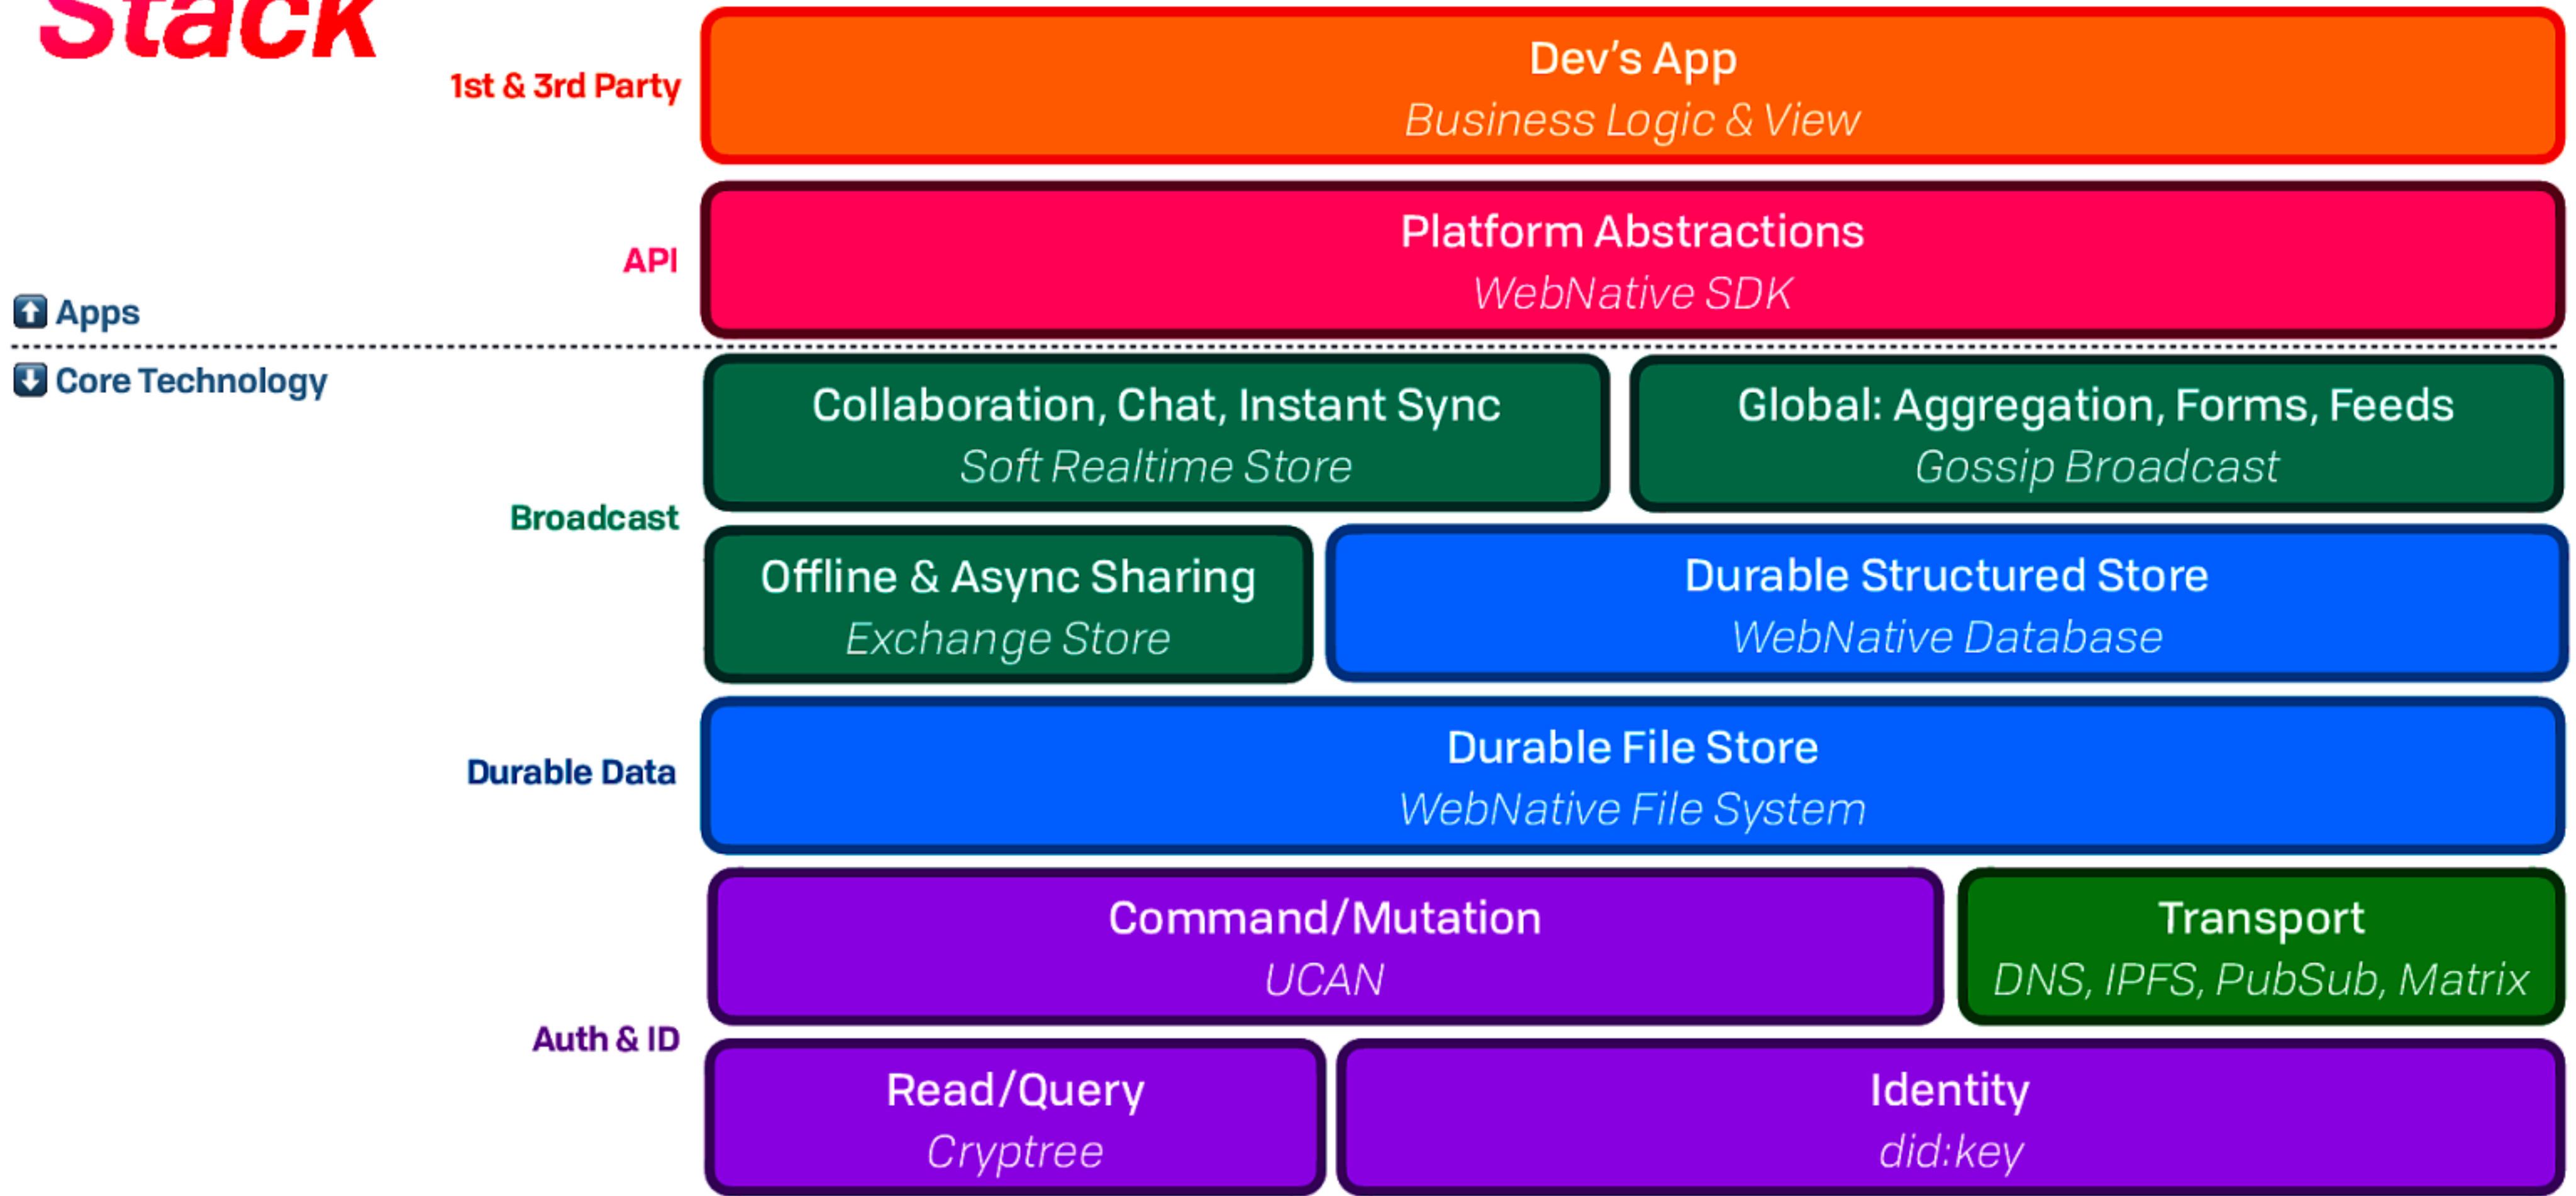 Stack
1st & 3rd Party
Dev's App
Business Logic & View
API
Platform Abstractions
WebNative SDK
Apps
Core Technology
Broadcast
Collaboration, Chat, Instant Sync
Soft Realtime Store
Global: Aggregation, Forms, Feeds
Gossip Broadcast
Offline & Async Sharing
Exchange Store
Durable Structured Store
WebNative Database
Durable Data
Durable File Store
WebNative File System
Auth & ID
Command/Mutation
UCAN
Transport
DNS, IPFS, PubSub, Matrix
Read/Query
Cryptree
Identity
did:key